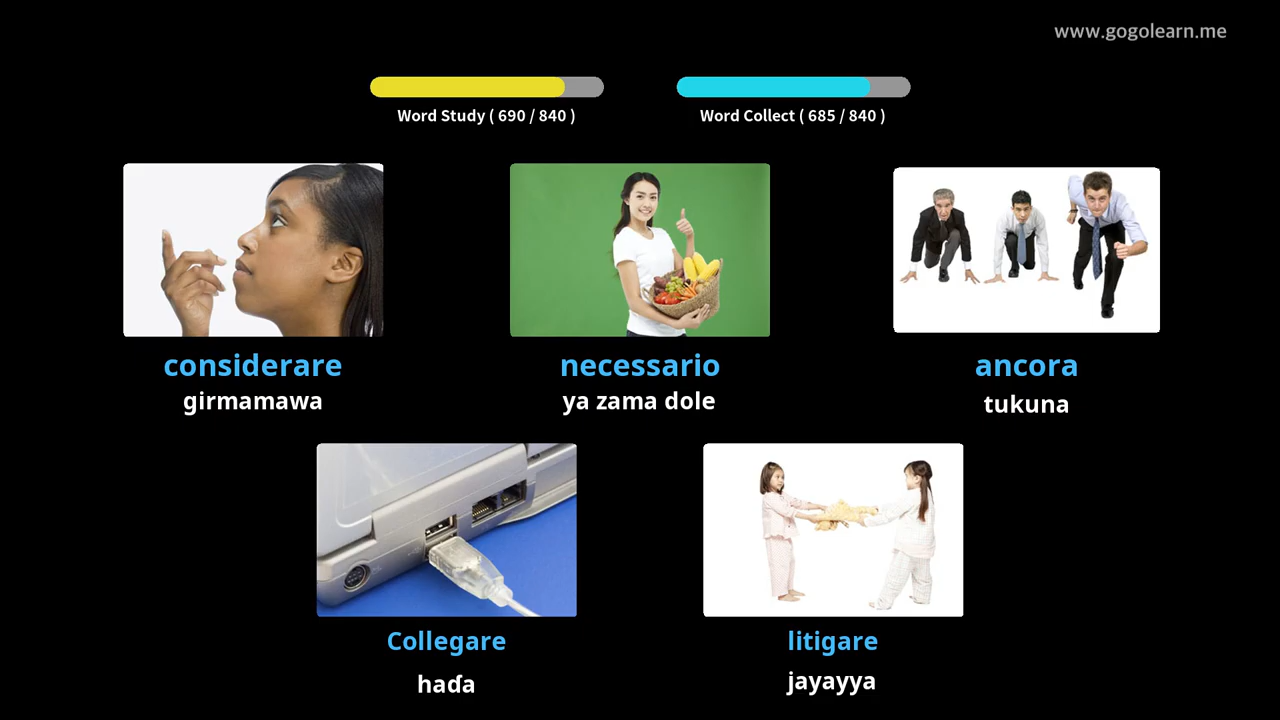 www.gogolearn.me
Word Study ( 690 / 840 )
Word Collect ( 685 / 840 )
considerare
girmamawa
necessario
ya zama dole
ancora
tukuna
Collegare
haɗa
litigare
jayayya